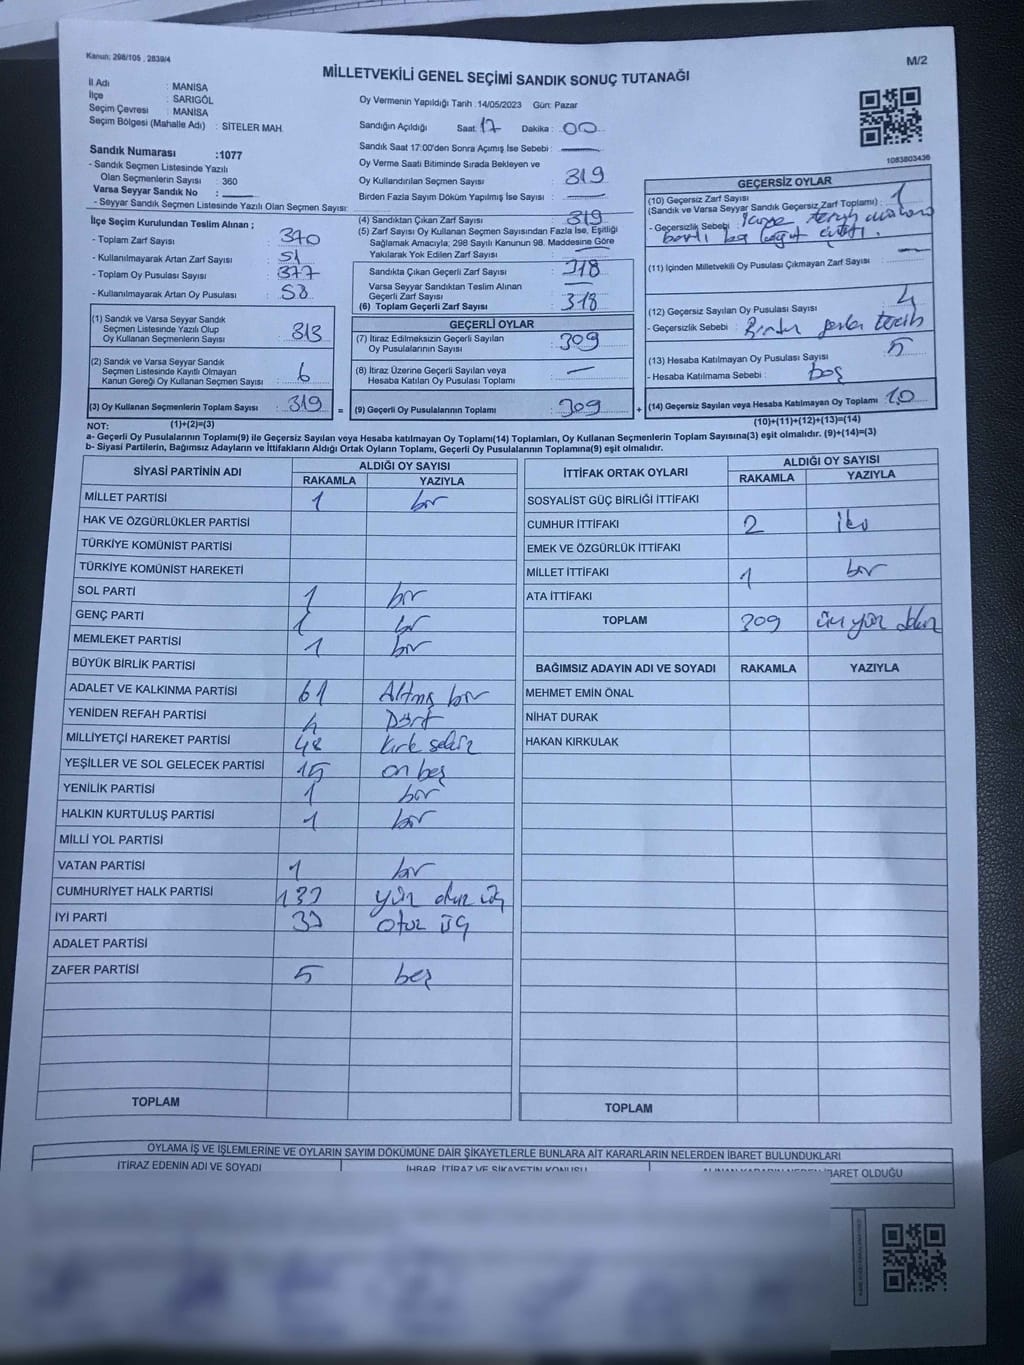 Kanun: 298/105 , 2839/4
M/2
MİLLETVEKİLİ GENEL SEÇİMİ SANDIK SONUÇ TUTANAĞI
İl Adı : MANİSA
İlçe : SARIGÖL
Seçim Çevresi : MANİSA
Seçim Bölgesi (Mahalle Adı) : SİTELER MAH.
Oy Vermenin Yapıldığı Tarih :14/05/2023 Gün: Pazar
Sandığın Açıldığı Saat: 17 Dakika : 00
Sandık Saat 17:00'den Sonra Açımış İse Sebebi :
Oy Verme Saati Bitiminde Sırada Bekleyen ve
Oy Kullandırılan Seçmen Sayısı : 319
Birden Fazla Sayım Döküm Yapılmış İse Sayısı :
1083803436
Sandık Numarası :1077
- Sandık Seçmen Listesinde Yazılı
Olan Seçmenlerin Sayısı : 360
Varsa Seyyar Sandık No :
- Seyyar Sandık Seçmen Listesinde Yazılı Olan Seçmen Sayısı:
İlçe Seçim Kurulundan Teslim Alınan ;
- Toplam Zarf Sayısı : 370
- Kullanılmayarak Artan Zarf Sayısı : 51
- Toplam Oy Pusulası Sayısı : 377
- Kullanılmayarak Artan Oy Pusulası : 58
(1) Sandık ve Varsa Seyyar Sandık
Seçmen Listesinde Yazılı Olup
Oy Kullanan Seçmenlerin Sayısı : 313
(2) Sandık ve Varsa Seyyar Sandık
Seçmen Listesinde Kayıtlı Olmayan
Kanun Gereği Oy Kullanan Seçmen Sayısı : 6
(3) Oy Kullanan Seçmenlerin Toplam Sayısı : 319
(4) Sandıktan Çıkan Zarf Sayısı : 319
(5) Zarf Sayısı Oy Kullanan Seçmen Sayısından Fazla İse, Eşitliği
Sağlamak Amacıyla, 298 Sayılı Kanunun 98. Maddesine Göre
Yakılarak Yok Edilen Zarf Sayısı :
Sandıkta Çıkan Geçerli Zarf Sayısı : 318
Varsa Seyyar Sandıktan Teslim Alınan
Geçerli Zarf Sayısı :
(6) Toplam Geçerli Zarf Sayısı : 318
GEÇERLİ OYLAR
(7) İtiraz Edilmeksizin Geçerli Sayılan
Oy Pusulalarının Sayısı : 309
(8) İtiraz Üzerine Geçerli Sayılan veya
Hesaba Katılan Oy Pusulası Toplamı :
= (9) Geçerli Oy Pusulalarının Toplamı : 309
GEÇERSİZ OYLAR
(10) Geçersiz Zarf Sayısı
(Sandık ve Varsa Seyyar Sandık Geçersiz Zarf Toplamı) : 1
- Geçersizlik Sebebi :
(11) İçinden Milletvekili Oy Pusulası Çıkmayan Zarf Sayısı :
(12) Geçersiz Sayılan Oy Pusulası Sayısı : 4
- Geçersizlik Sebebi : Birden fazla tercih
(13) Hesaba Katılmayan Oy Pusulası Sayısı : 5
- Hesaba Katılmama Sebebi : boş
+ (14) Geçersiz Sayılan veya Hesaba Katılmayan Oy Toplamı : 10
NOT: (1)+(2)=(3)
(10)+(11)+(12)+(13)=(14)
a- Geçerli Oy Pusulalarının Toplamı(9) ile Geçersiz Sayılan veya Hesaba katılmayan Oy Toplamı(14) Toplamları, Oy Kullanan Seçmenlerin Toplam Sayısına(3) eşit olmalıdır. (9)+(14)=(3)
b- Siyasi Partilerin, Bağımsız Adayların ve İttifakların Aldığı Ortak Oyların Toplamı, Geçerli Oy Pusulalarının Toplamına(9) eşit olmalıdır.
SİYASİ PARTİNİN ADI
ALDIĞI OY SAYISI
RAKAMLA YAZIYLA
MİLLET PARTİSİ 1 bir
HAK VE ÖZGÜRLÜKLER PARTİSİ
TÜRKİYE KOMÜNİST PARTİSİ
TÜRKİYE KOMÜNİST HAREKETİ
SOL PARTİ 1 bir
GENÇ PARTİ 1 bir
MEMLEKET PARTİSİ 1 bir
BÜYÜK BİRLİK PARTİSİ
ADALET VE KALKINMA PARTİSİ 61 Altmış bir
YENİDEN REFAH PARTİSİ 4 Dört
MİLLİYETÇİ HAREKET PARTİSİ 48 kırk sekiz
YEŞİLLER VE SOL GELECEK PARTİSİ 15 on beş
YENİLİK PARTİSİ 1 bir
HALKIN KURTULUŞ PARTİSİ 1 bir
MİLLİ YOL PARTİSİ
VATAN PARTİSİ 1 bir
CUMHURİYET HALK PARTİSİ 133 yüz otuz üç
İYİ PARTİ 33 otuz üç
ADALET PARTİSİ
ZAFER PARTİSİ 5 beş
TOPLAM
İTTİFAK ORTAK OYLARI
ALDIĞI OY SAYISI
RAKAMLA YAZIYLA
SOSYALİST GÜÇ BİRLİĞİ İTTİFAKI
CUMHUR İTTİFAKI 2 iki
EMEK VE ÖZGÜRLÜK İTTİFAKI
MİLLET İTTİFAKI 1 bir
ATA İTTİFAKI
TOPLAM 309 üç yüz dokuz
BAĞIMSIZ ADAYIN ADI VE SOYADI RAKAMLA YAZIYLA
MEHMET EMİN ÖNAL
NİHAT DURAK
HAKAN KIRKULAK
TOPLAM
OYLAMA İŞ VE İŞLEMLERİNE VE OYLARIN SAYIM DÖKÜMÜNE DAİR ŞİKAYETLERLE BUNLARA AİT KARARLARIN NELERDEN İBARET BULUNDUKLARI
İTİRAZ EDENİN ADI VE SOYADI İHBAR, İTİRAZ VE ŞİKAYETİN KONUSU ALINAN KARARIN NEDEN İBARET OLDUĞU